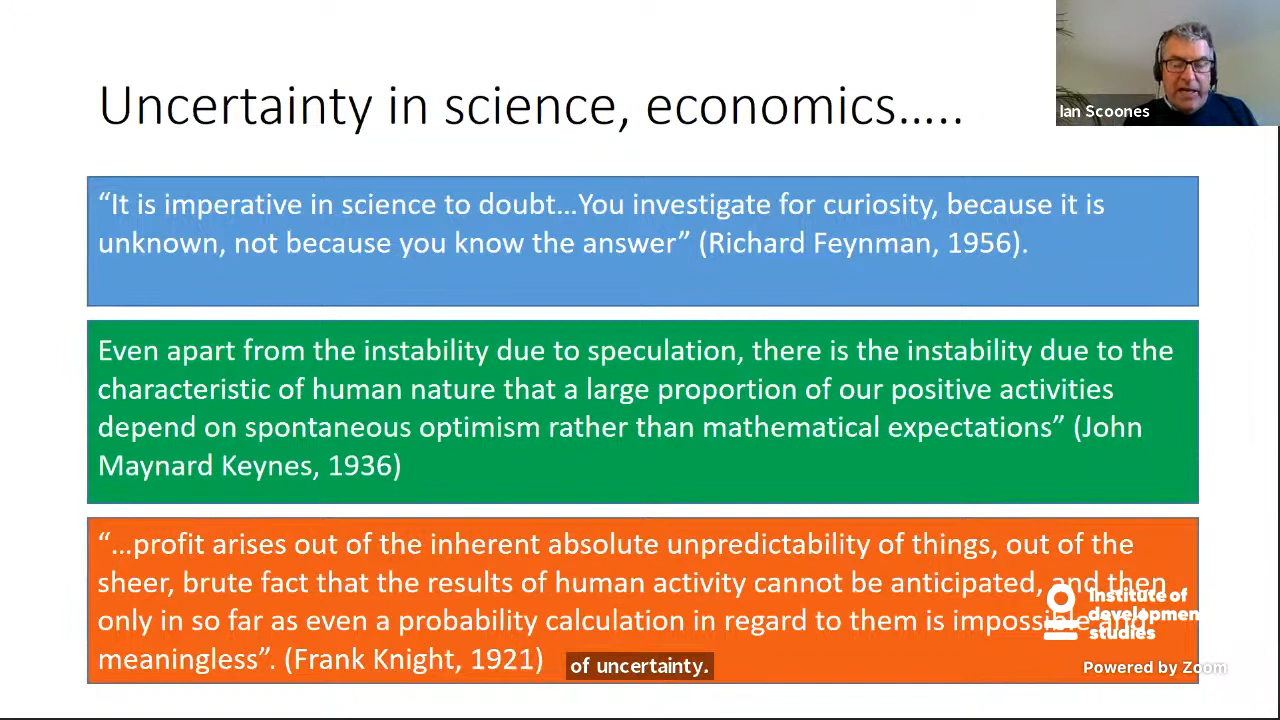 Uncertainty in science, economics…..
Ian Scoones
“It is imperative in science to doubt…You investigate for curiosity, because it is
unknown, not because you know the answer” (Richard Feynman, 1956).
Even apart from the instability due to speculation, there is the instability due to the
characteristic of human nature that a large proportion of our positive activities
depend on spontaneous optimism rather than mathematical expectations” (John
Maynard Keynes, 1936)
“…profit arises out of the inherent absolute unpredictability of things, out of the
sheer, brute fact that the results of human activity cannot be anticipated, and then
only in so far as even a probability calculation in regard to them is impossible and
meaningless”. (Frank Knight, 1921)
institute of
development
studies
of uncertainty.
Powered by Zoom